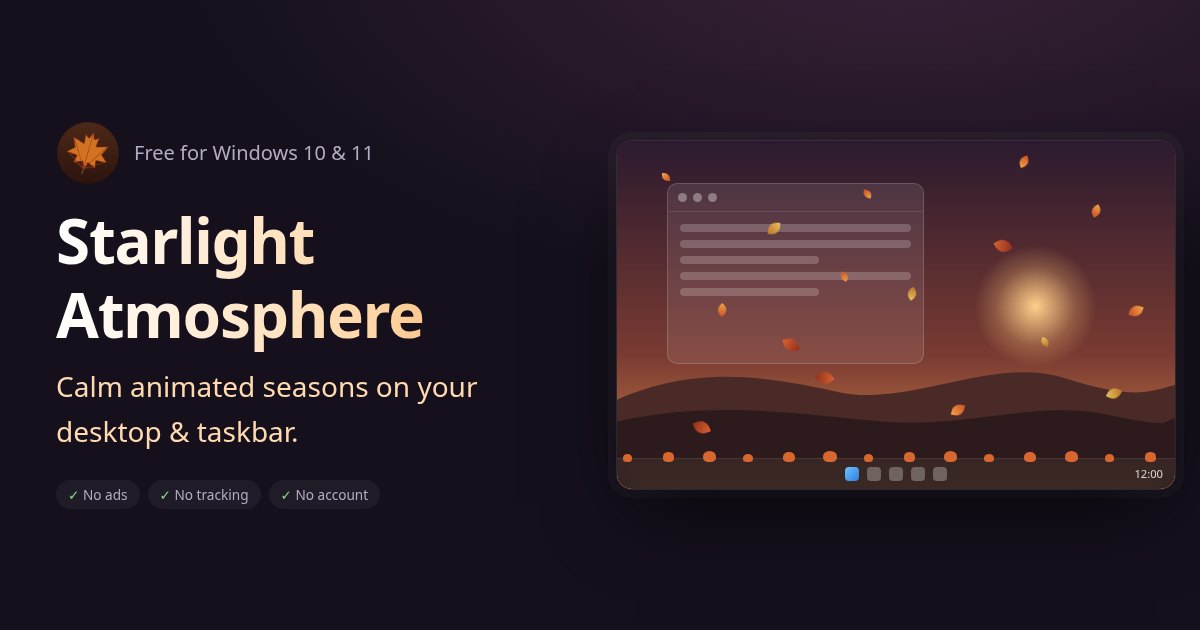 Free for Windows 10 & 11
Starlight
Atmosphere
Calm animated seasons on your
desktop & taskbar.
✓ No ads
✓ No tracking
✓ No account
12:00